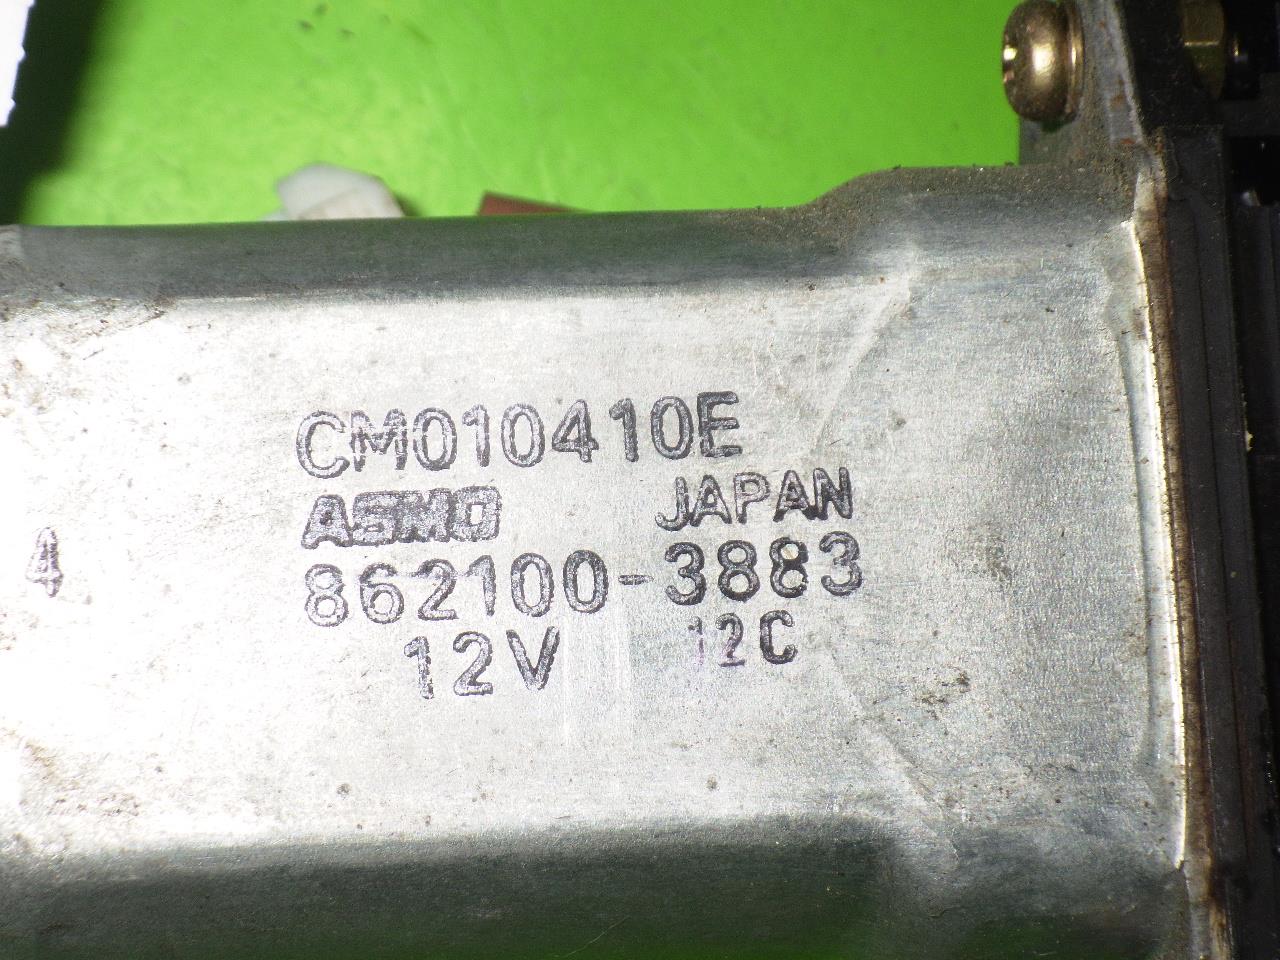 CM010410E
ASMO JAPAN
4
862100-3883
12V 12C